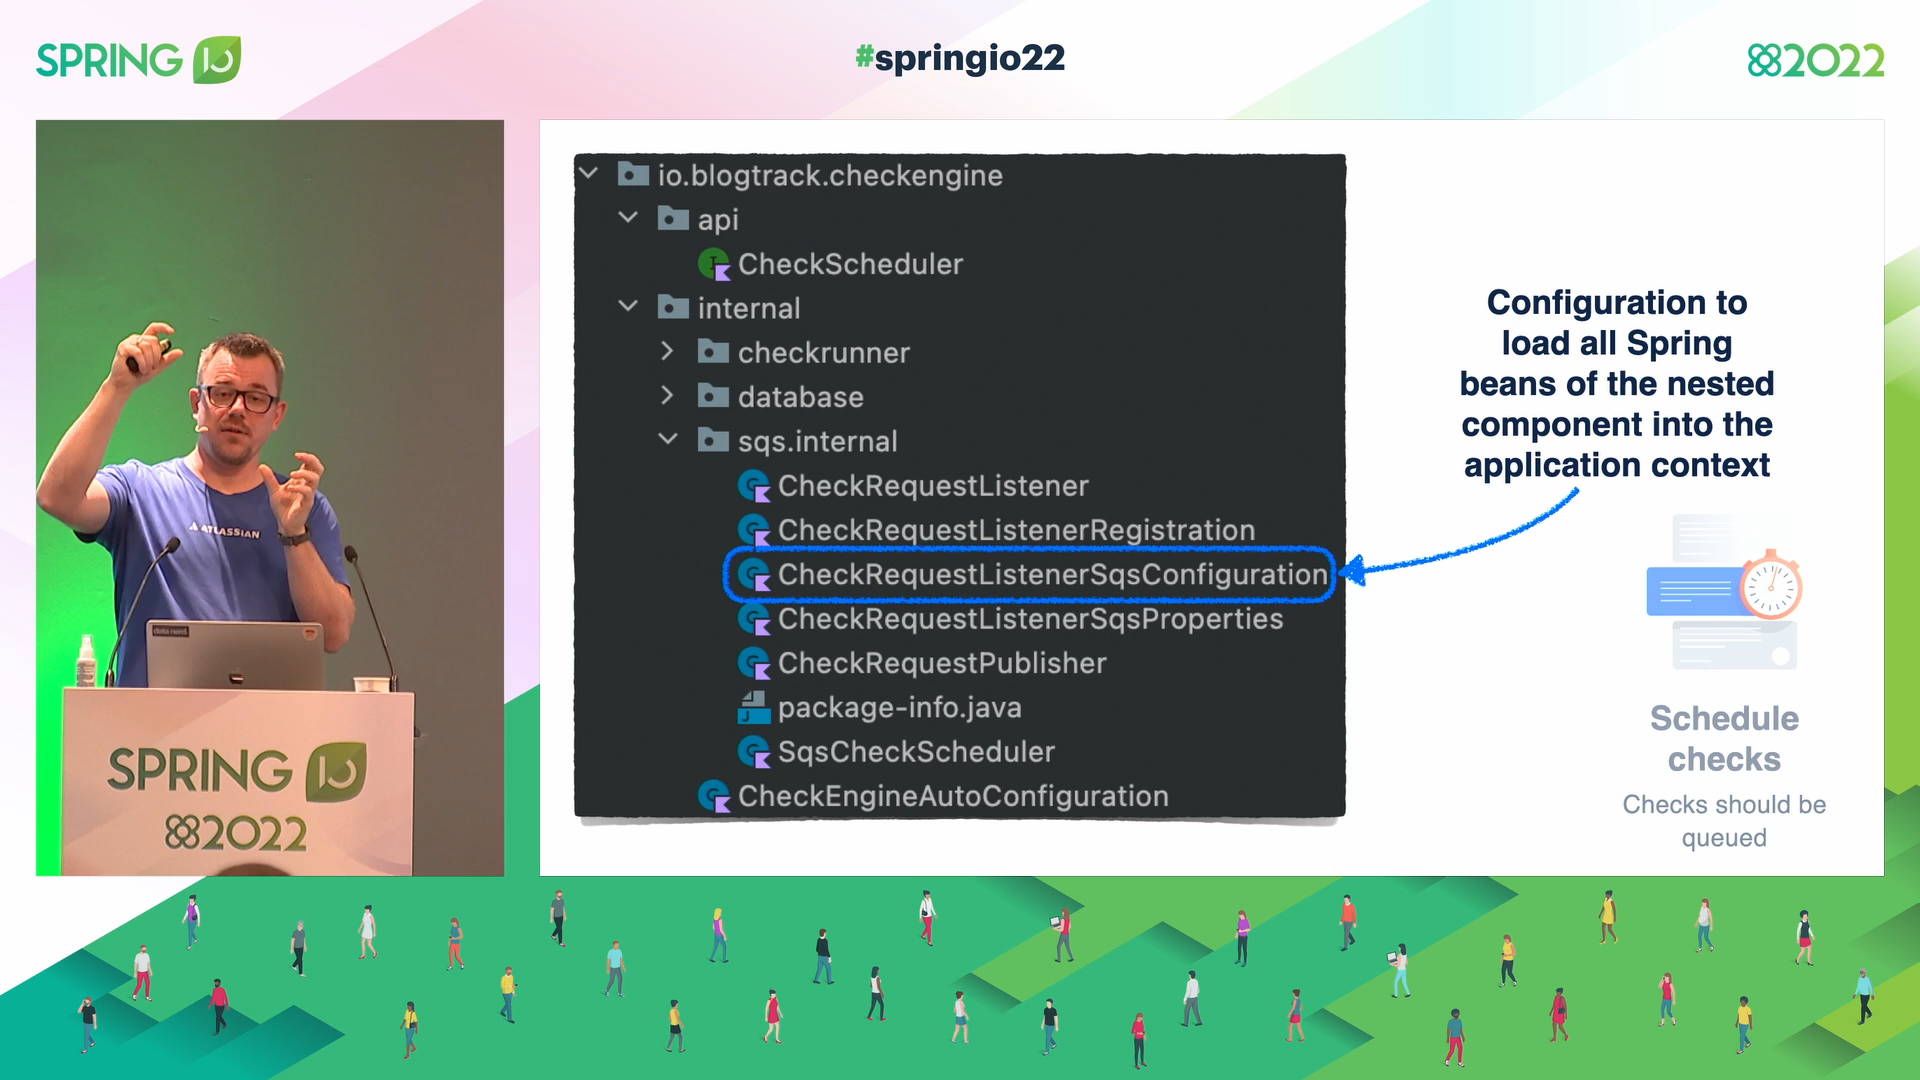 SPRING IO
#springio22
2022
io.blogtrack.checkengine
api
CheckScheduler
internal
checkrunner
database
sqs.internal
CheckRequestListener
CheckRequestListenerRegistration
CheckRequestListenerSqsConfiguration
CheckRequestListenerSqsProperties
CheckRequestPublisher
package-info.java
SqsCheckScheduler
CheckEngineAutoConfiguration
Configuration to
load all Spring
beans of the nested
component into the
application context
Schedule
checks
Checks should be
queued
ATLASSIAN
data nerd
SPRING IO
2022